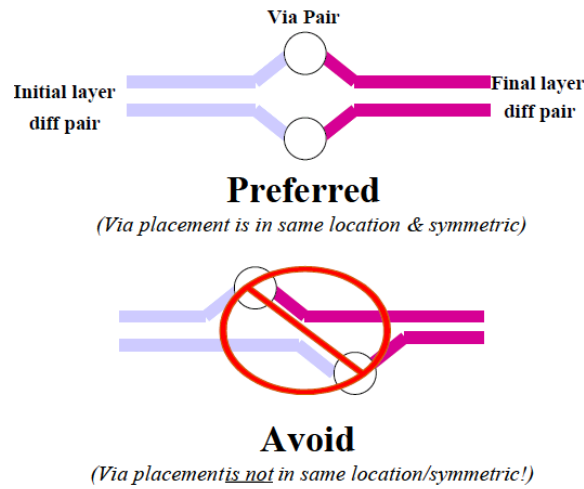 Via Pair
Initial layer
diff pair
Final layer
diff pair
Preferred
(Via placement is in same location & symmetric)
Avoid
(Via placementis not in same location/symmetric!)